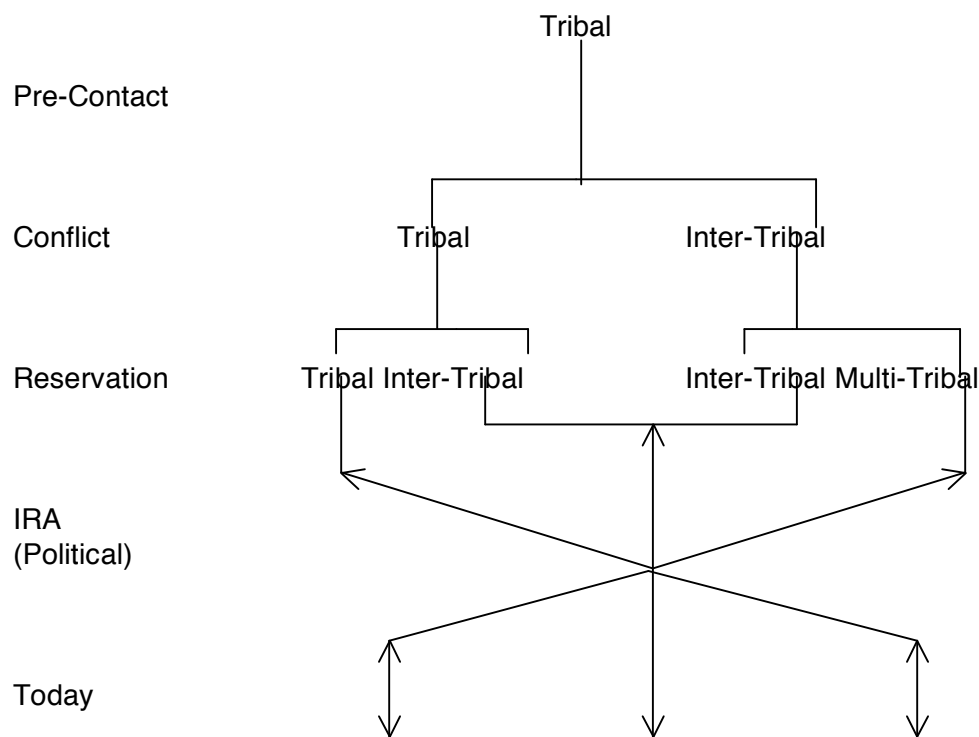 Tribal
Pre-Contact
Conflict Tribal Inter-Tribal
Reservation Tribal Inter-Tribal Inter-Tribal Multi-Tribal
IRA
(Political)
Today